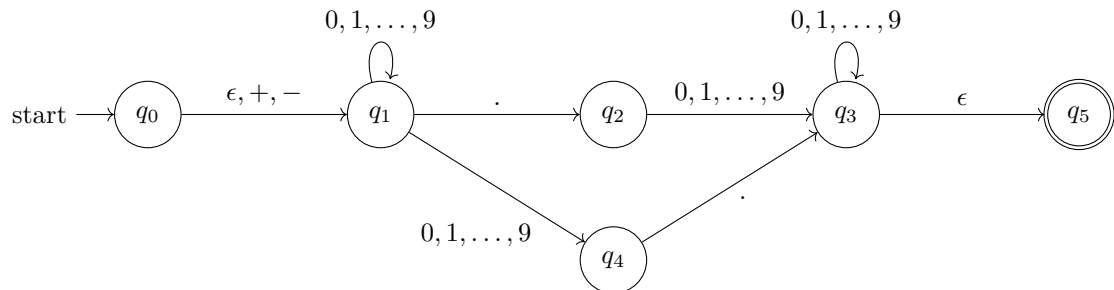 0, 1, . . . , 9
0, 1, . . . , 9
ϵ, +, −
.
0, 1, . . . , 9
ϵ
start
q0
q1
q2
q3
q5
0, 1, . . . , 9
.
q4